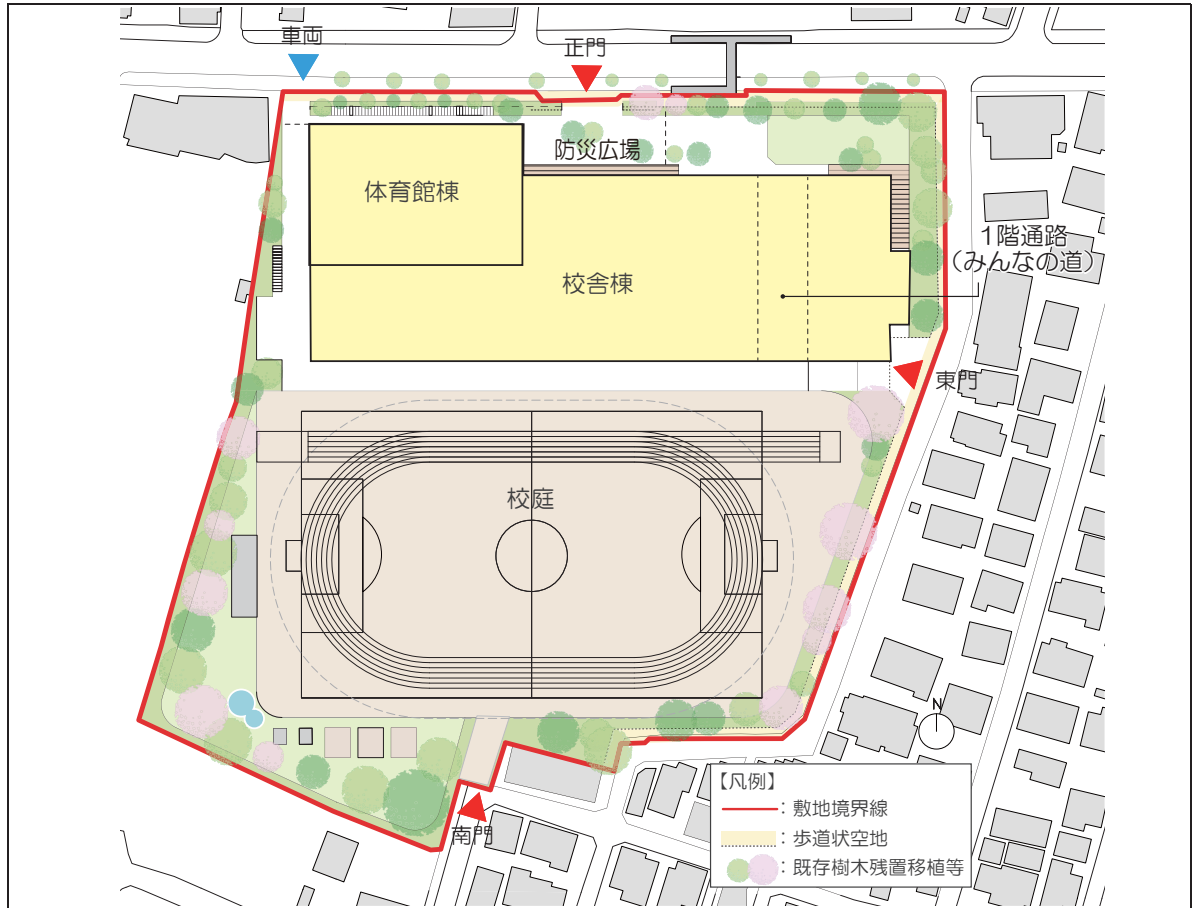 車両
正門
防災広場
体育館棟
1階通路
(みんなの道)
校舎棟
東門
校庭
N
【凡例】
：敷地境界線
：歩道状空地
：既存樹木残置移植等
南門